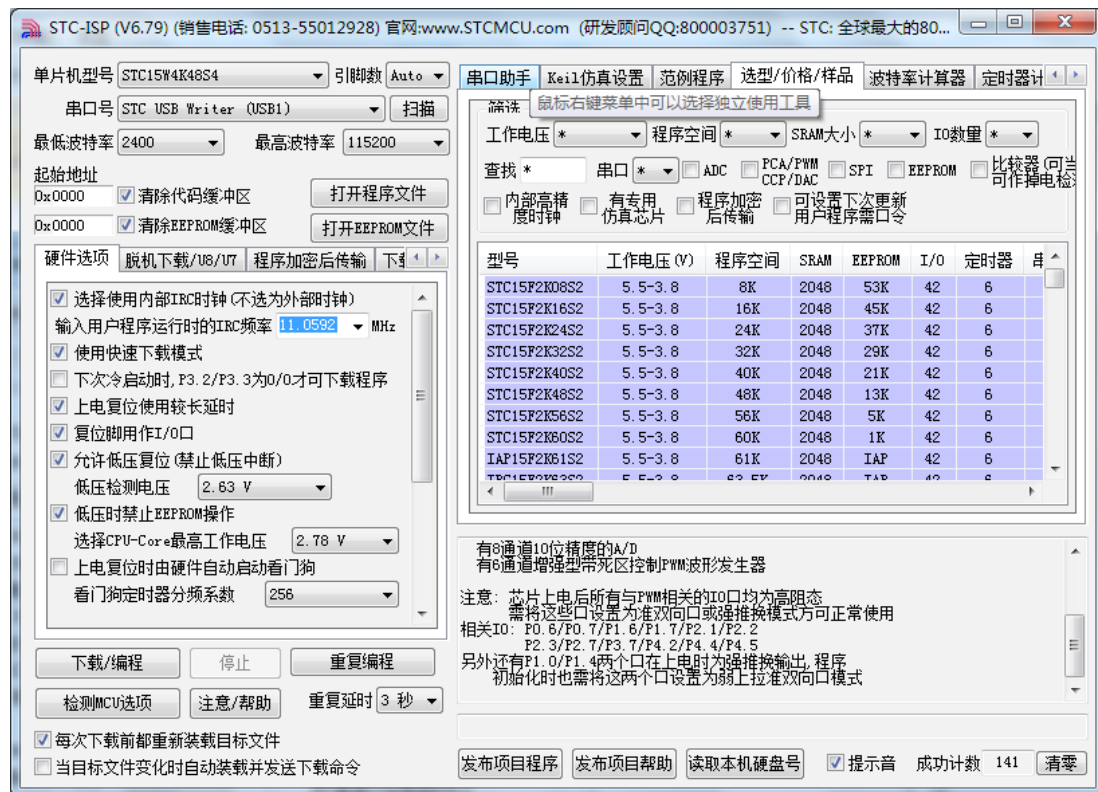 STC-ISP (V6.79) (销售电话: 0513-55012928) 官网:www.STCMCU.com (研发顾问QQ:800003751) -- STC: 全球最大的80...
单片机型号 STC15W4K48S4 引脚数 Auto
串口号 STC USB Writer (USB1) 扫描
最低波特率 2400 最高波特率 115200
起始地址
0x0000 清除代码缓冲区 打开程序文件
0x0000 清除EEPROM缓冲区 打开EEPROM文件
硬件选项 脱机下载/U8/U7 程序加密后传输
选择使用内部IRC时钟(不选为外部时钟)
输入用户程序运行时的IRC频率 11.0592 MHz
使用快速下载模式
下次冷启动时,P3.2/P3.3为0/0才可下载程序
上电复位使用较长延时
复位脚用作I/O口
允许低压复位(禁止低压中断)
低压检测电压 2.63 V
低压时禁止EEPROM操作
选择CPU-Core最高工作电压 2.78 V
上电复位时由硬件自动启动看门狗
看门狗定时器分频系数 256
下载/编程 停止 重复编程
检测MCU选项 注意/帮助 重复延时 3 秒
每次下载前都重新装载目标文件
当目标文件变化时自动装载并发送下载命令
串口助手 Keil仿真设置 范例程序 选型/价格/样品 波特率计算器 定时器计
筛选 鼠标右键菜单中可以选择独立使用工具
工作电压 * 程序空间 * SRAM大小 * IO数量 *
查找 * 串口 * ADC PCA/PWM CCP/DAC SPI EEPROM 比较器(可当 可作掉电检
内部高精度时钟 有专用仿真芯片 程序加密后传输 可设置下次更新用户程序需口令
型号 工作电压(V) 程序空间 SRAM EEPROM I/O 定时器 串
STC15F2K08S2 5.5-3.8 8K 2048 53K 42 6
STC15F2K16S2 5.5-3.8 16K 2048 45K 42 6
STC15F2K24S2 5.5-3.8 24K 2048 37K 42 6
STC15F2K32S2 5.5-3.8 32K 2048 29K 42 6
STC15F2K40S2 5.5-3.8 40K 2048 21K 42 6
STC15F2K48S2 5.5-3.8 48K 2048 13K 42 6
STC15F2K56S2 5.5-3.8 56K 2048 5K 42 6
STC15F2K60S2 5.5-3.8 60K 2048 1K 42 6
IAP15F2K61S2 5.5-3.8 61K 2048 IAP 42 6
有8通道10位精度的A/D
有6通道增强型带死区控制PWM波形发生器
注意: 芯片上电后所有与PWM相关的IO口均为高阻态
需将这些口设置为准双向口或强推挽模式方可正常使用
相关IO: P0.6/P0.7/P1.6/P1.7/P2.1/P2.2
P2.3/P2.7/P3.7/P4.2/P4.4/P4.5
另外还有P1.0/P1.4两个口在上电时为强推挽输出,程序
初始化时也需将这两个口设置为弱上拉准双向口模式
发布项目程序 发布项目帮助 读取本机硬盘号 提示音 成功计数 141 清零